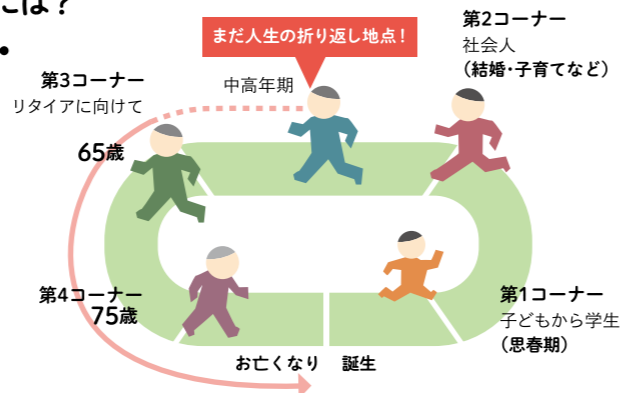 には？
まだ人生の折り返し地点！
第2コーナー
社会人
（結婚・子育てなど）
第3コーナー
リタイアに向けて
中高年期
65歳
第4コーナー
75歳
第1コーナー
子どもから学生
（思春期）
お亡くなり
誕生